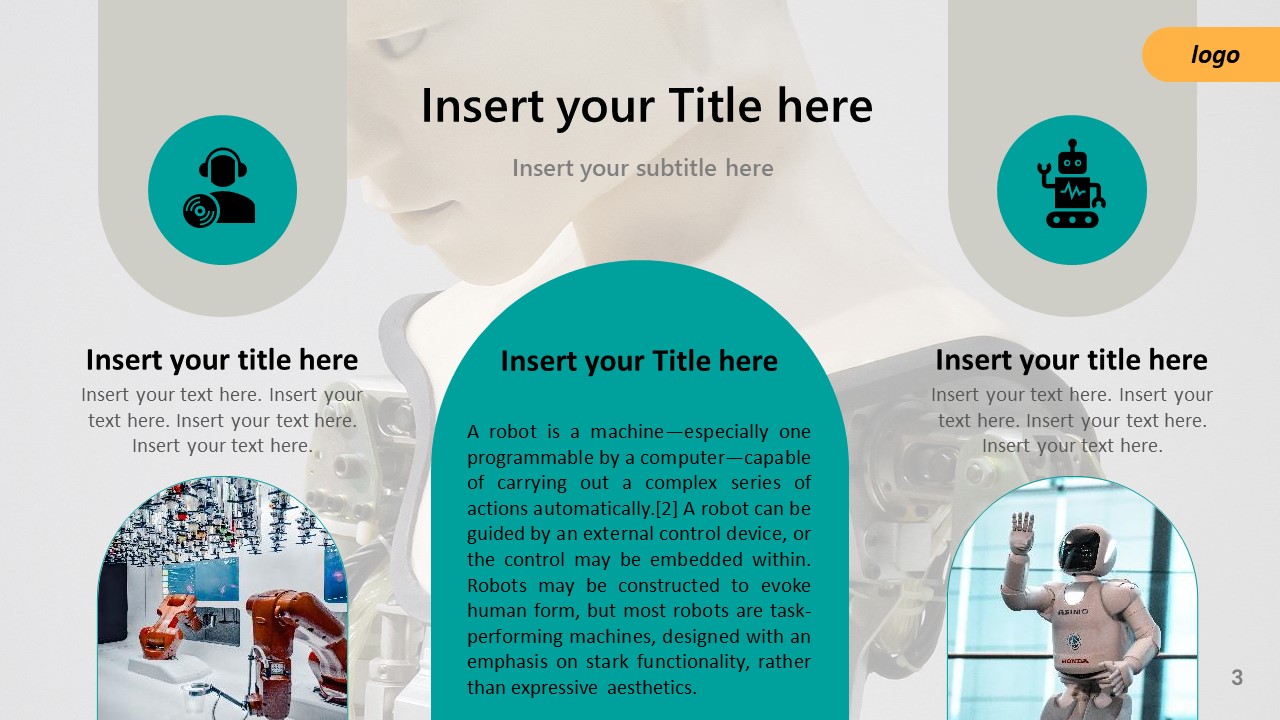 logo
Insert your Title here
Insert your subtitle here
Insert your title here
Insert your text here. Insert your
text here. Insert your text here.
Insert your text here.
Insert your Title here
A robot is a machine—especially one
programmable by a computer—capable
of carrying out a complex series of
actions automatically.[2] A robot can be
guided by an external control device, or
the control may be embedded within.
Robots may be constructed to evoke
human form, but most robots are task-
performing machines, designed with an
emphasis on stark functionality, rather
than expressive aesthetics.
Insert your title here
Insert your text here. Insert your
text here. Insert your text here.
Insert your text here.
ASIMO
HONDA
3